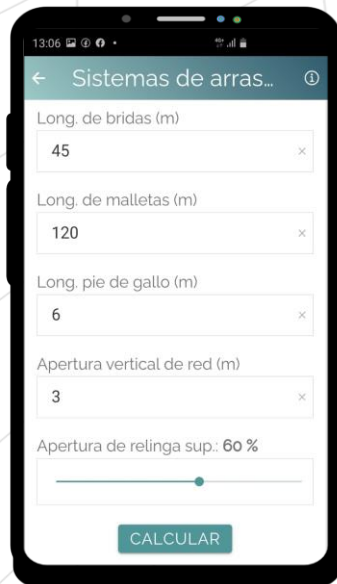 13:06
Sistemas de arras...
Long. de bridas (m)
45
Long. de malletas (m)
120
Long. pie de gallo (m)
6
Apertura vertical de red (m)
3
Apertura de relinga sup.: 60 %
CALCULAR